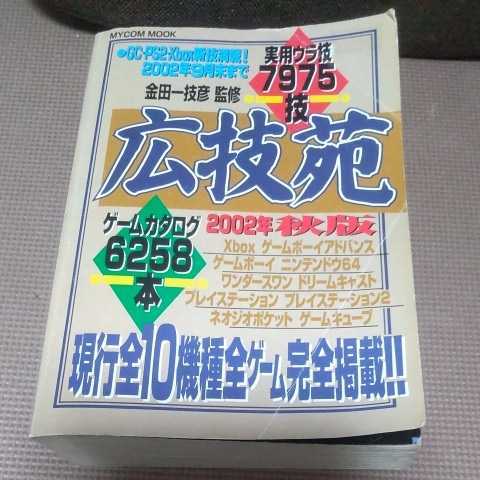 MYCOM MOOK
●GC・PS2・Xbox新技満載!
2002年9月末まで
実用ウラ技
7975
技
金田一技彦 監修
広技苑
2002年 秋版
ゲームカタログ
6258
本
Xbox ゲームボーイアドバンス
ゲームボーイ ニンテンドウ64
ワンダースワン ドリームキャスト
プレイステーション プレイステーション2
ネオジオポケット ゲームキューブ
現行全10機種全ゲーム完全掲載!!